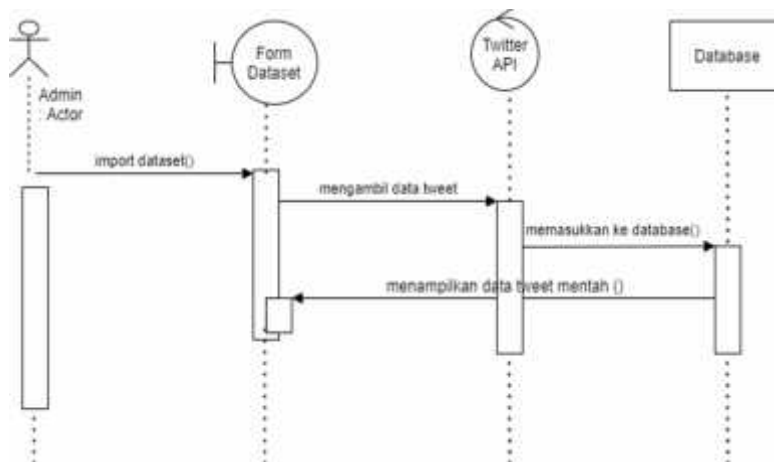 Form
Dataset
Twitter
API
Database
Admin
: Actor
import dataset()
mengambil data tweet
memasukkan ke database()
menampilkan data tweet mentah ()